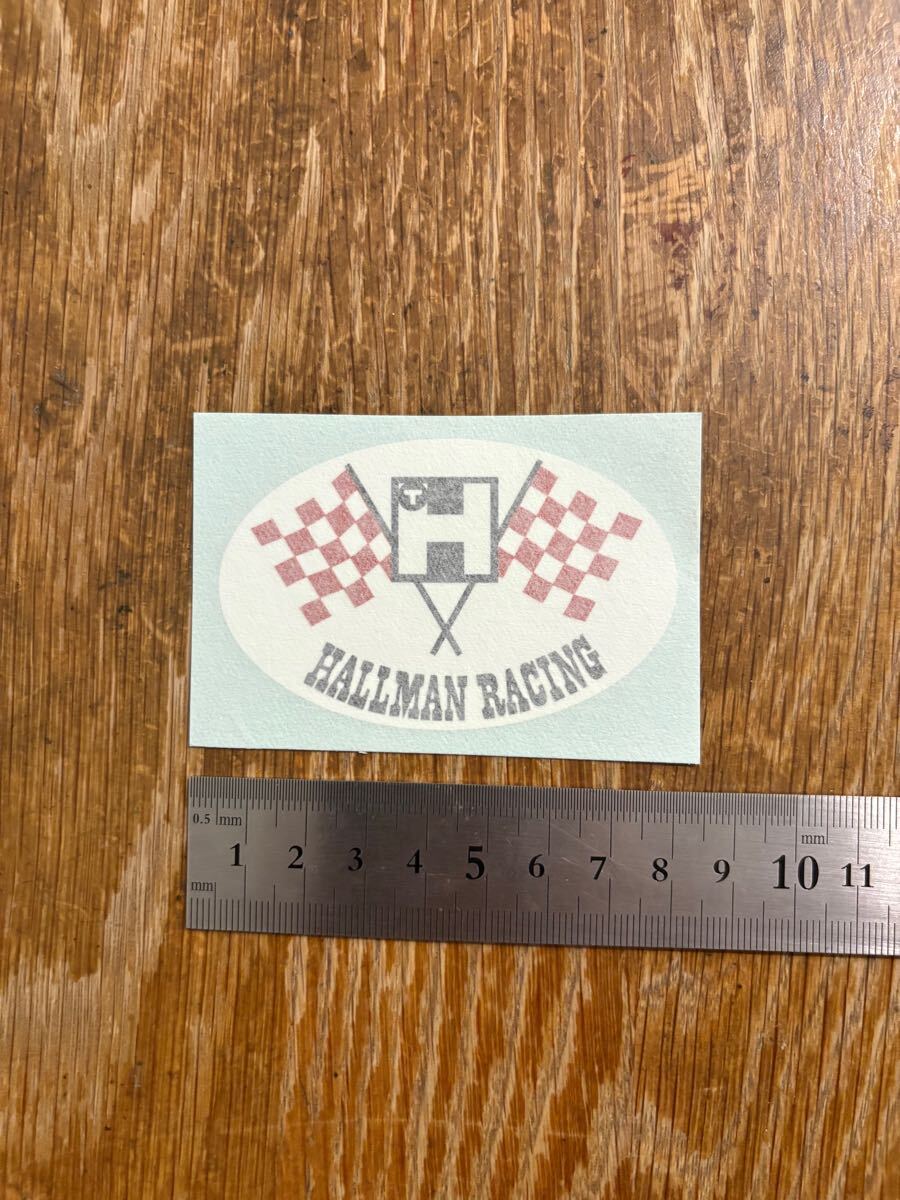 T
H
HALLMAN RACING
0.5 mm
mm
1 2 3 4 5 6 7 8 9 10 11
mm